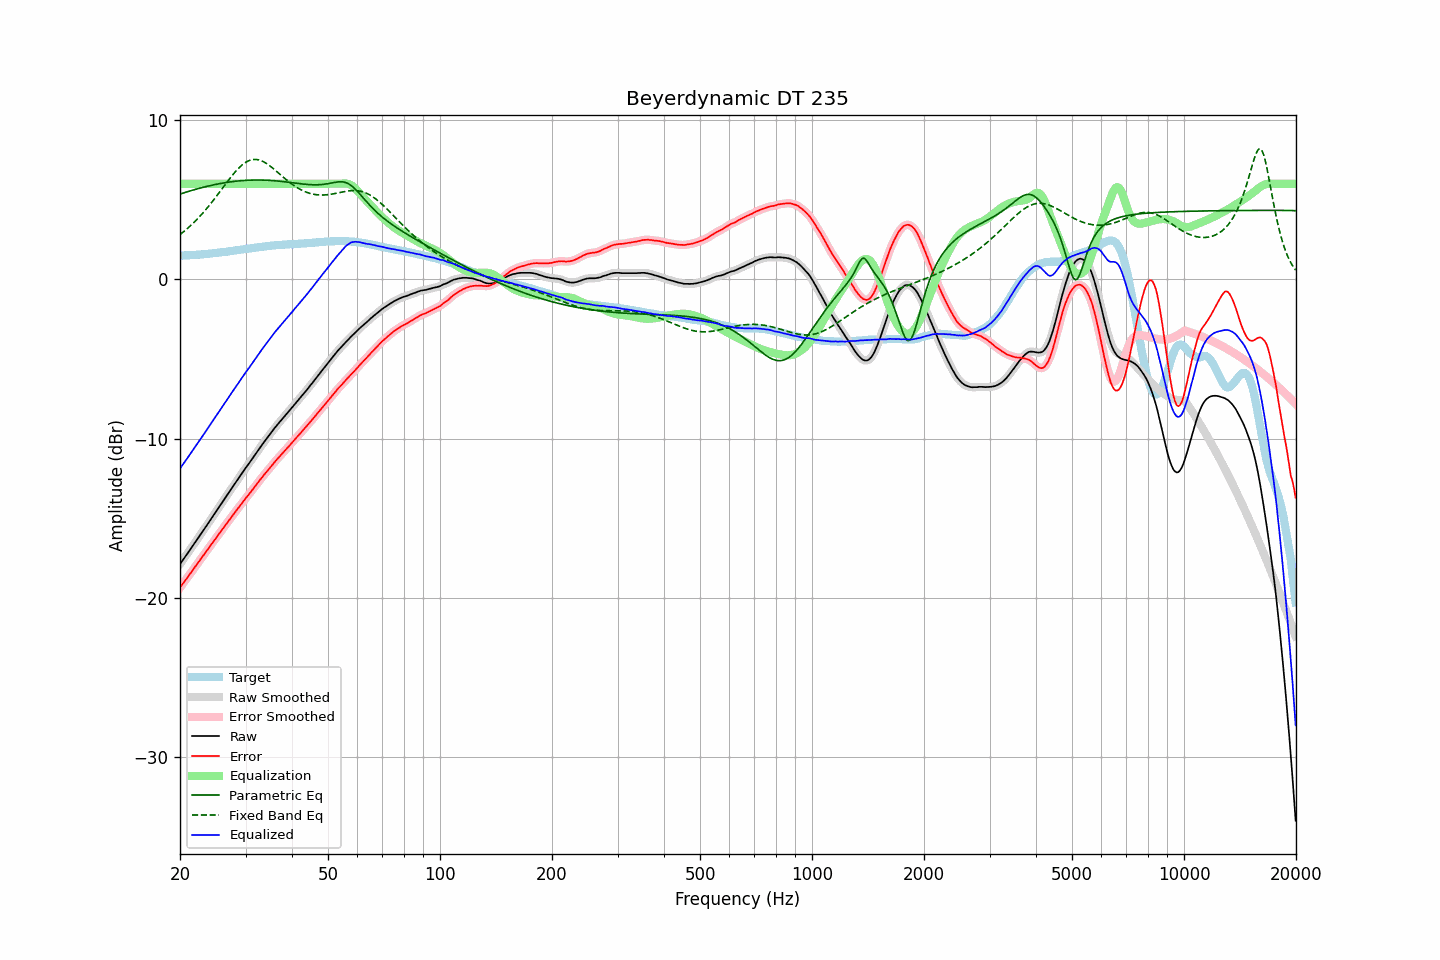 Beyerdynamic DT 235
10
0
−10
−20
−30
Amplitude (dBr)
Target
Raw Smoothed
Error Smoothed
Raw
Error
Equalization
Parametric Eq
Fixed Band Eq
Equalized
20 50 100 200 500 1000 2000 5000 10000 20000
Frequency (Hz)